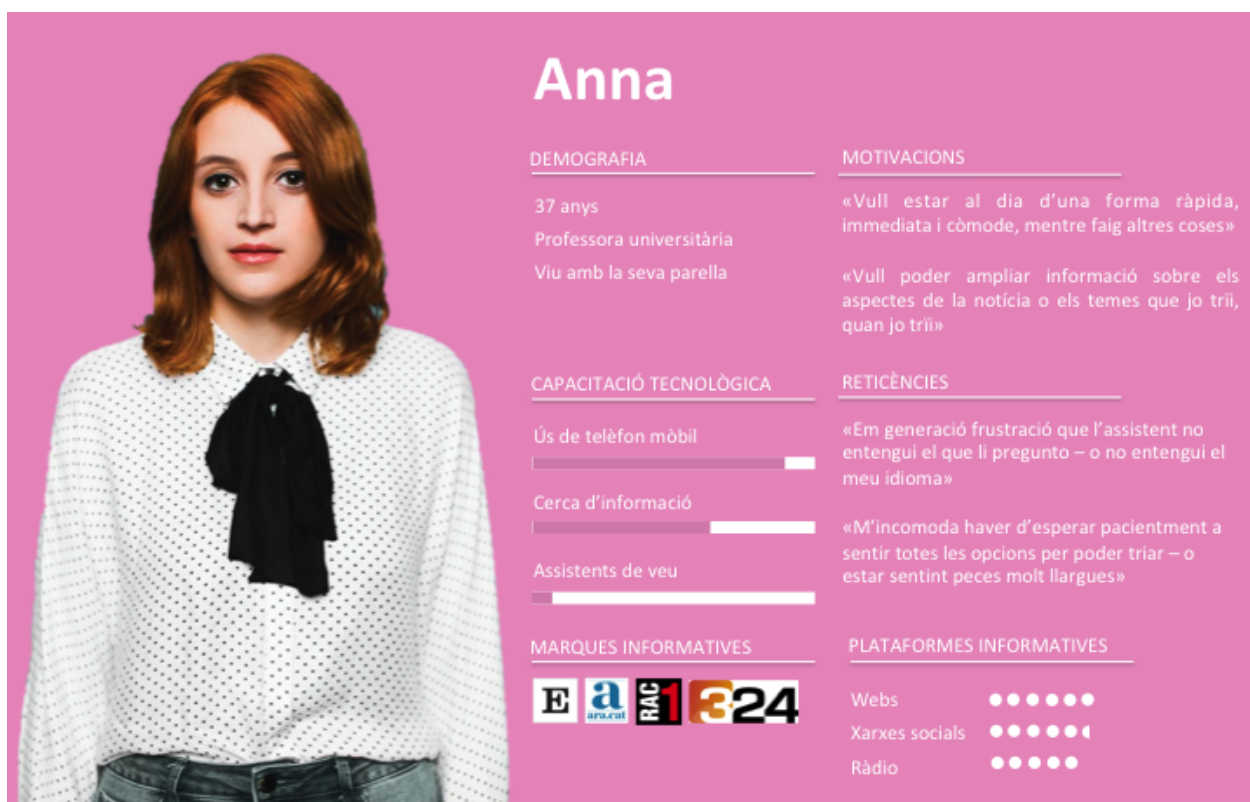 Anna
DEMOGRAFIA
37 anys
Professora universitària
Viu amb la seva parella
MOTIVACIONS
«Vull estar al dia d’una forma ràpida,
immediata i còmode, mentre faig altres coses»
«Vull poder ampliar informació sobre els
aspectes de la notícia o els temes que jo trïi,
quan jo trïi»
CAPACITACIÓ TECNOLÒGICA
Ús de telèfon mòbil
Cerca d’informació
Assistents de veu
RETICÈNCIES
«Em generació frustració que l’assistent no
entengui el que li pregunto – o no entengui el
meu idioma»
«M’incomoda haver d’esperar pacientment a
sentir totes les opcions per poder triar – o
estar sentint peces molt llargues»
MARQUES INFORMATIVES
E
a
ara.cat
RAC1
324
PLATAFORMES INFORMATIVES
Webs
Xarxes socials
Ràdio